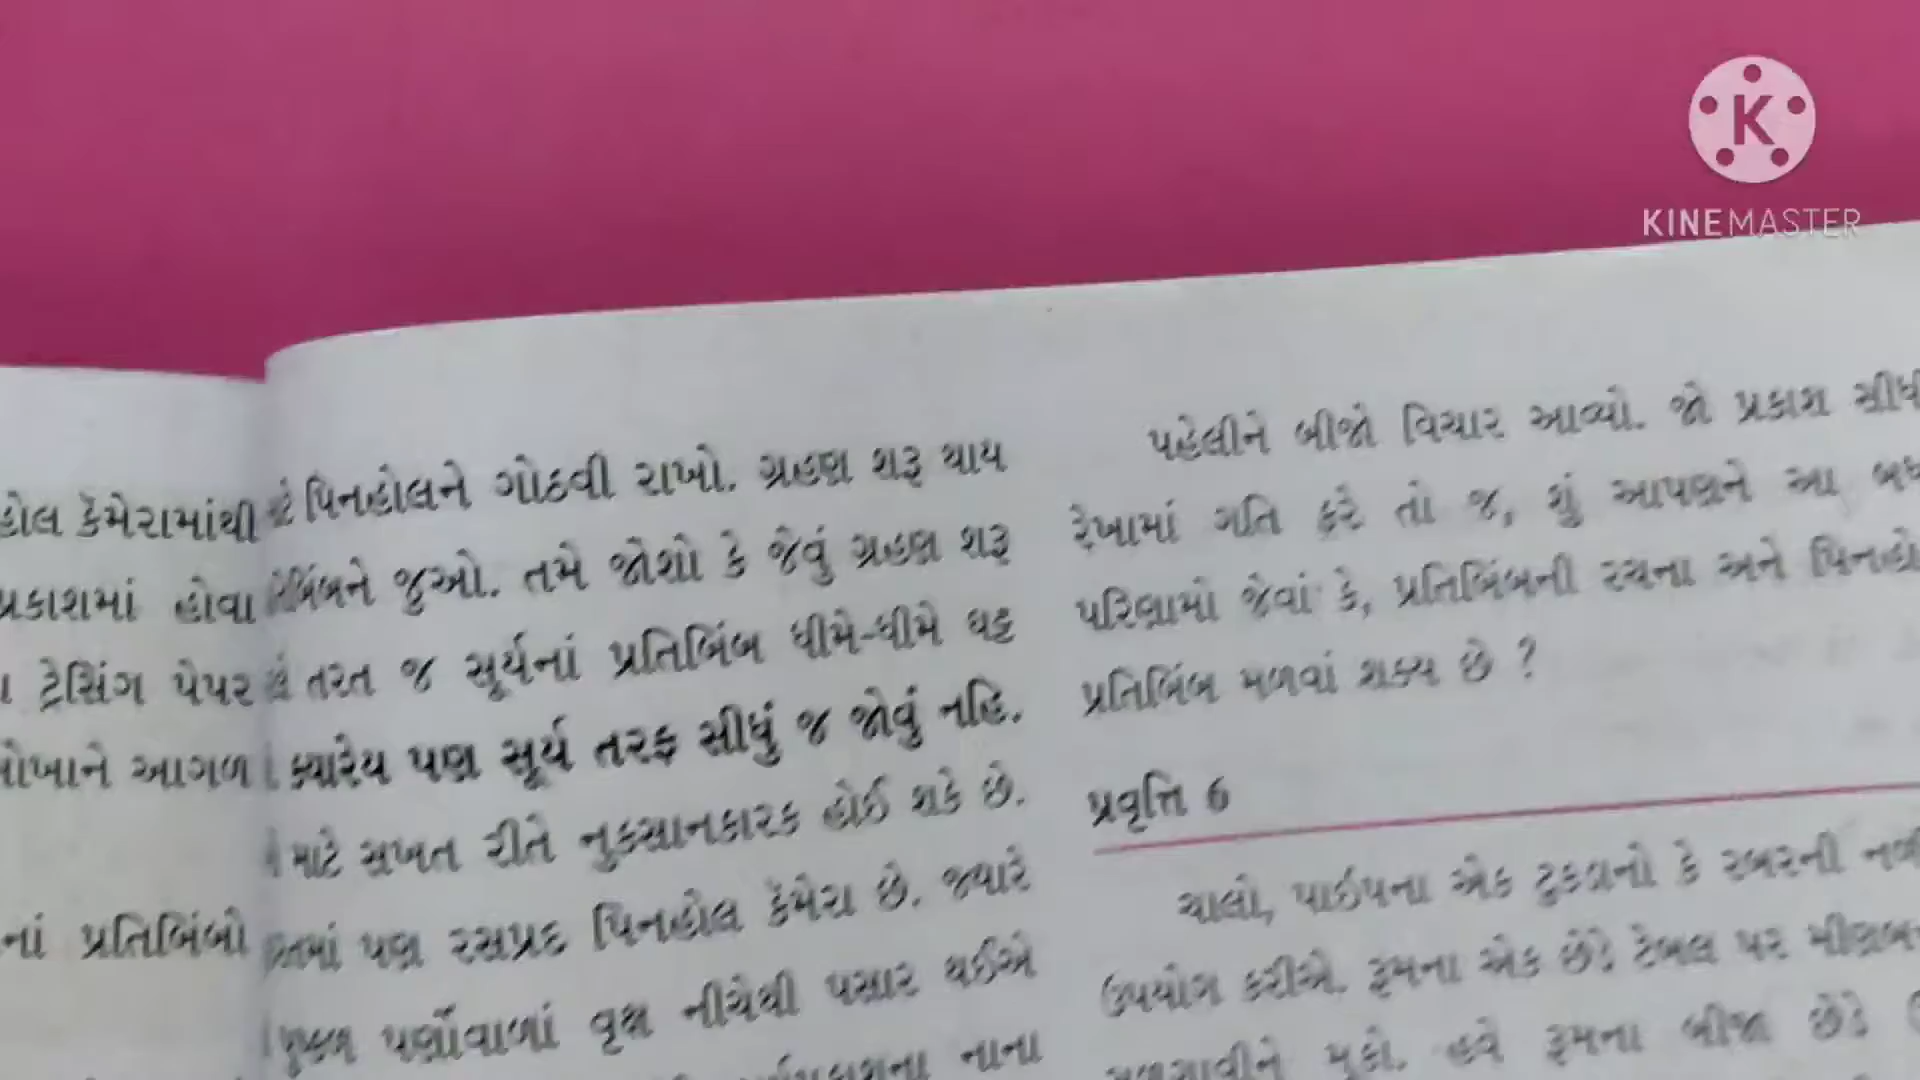 KINEMASTER
હોલ કૅમેરામાંથી
પ્રકાશમાં હોવા
ટ્રેસિંગ પેપર
આગળ
પ્રતિબિંબો
પિનહોલને ગોઠવી રાખો. ગ્રહણ શરૂ થાય
જુઓ. તમે જોશો કે જેવું ગ્રહણ શરૂ
તરત જ સૂર્યનાં પ્રતિબિંબ ધીમે-ધીમે ઘટ્ટ
ક્યારેય પણ સૂર્ય તરફ સીધું જ જોવું નહિ.
માટે સખત રીતે નુકસાનકારક હોઈ શકે છે.
પણ રસપ્રદ પિનહોલ કૅમેરા છે. જ્યારે
પર્ણોવાળાં વૃક્ષ નીચેથી પસાર થઈએ
નાના
પહેલીને બીજો વિચાર આવ્યો. જો પ્રકાશ
રેખામાં ગતિ કરે તો જ, શું આપણને આ
પરિણામો જેવાં કે, પ્રતિબિંબની રચના અને
પ્રતિબિંબ મળવાં શક્ય છે ?
પ્રવૃત્તિ 6
ચાલો, પાઈપના એક ટુકડાનો કે રબરની
ઉપયોગ કરીએ. રૂમના એક છેડે ટેબલ પર
મૂકો. હવે રૂમના બીજા છેડે